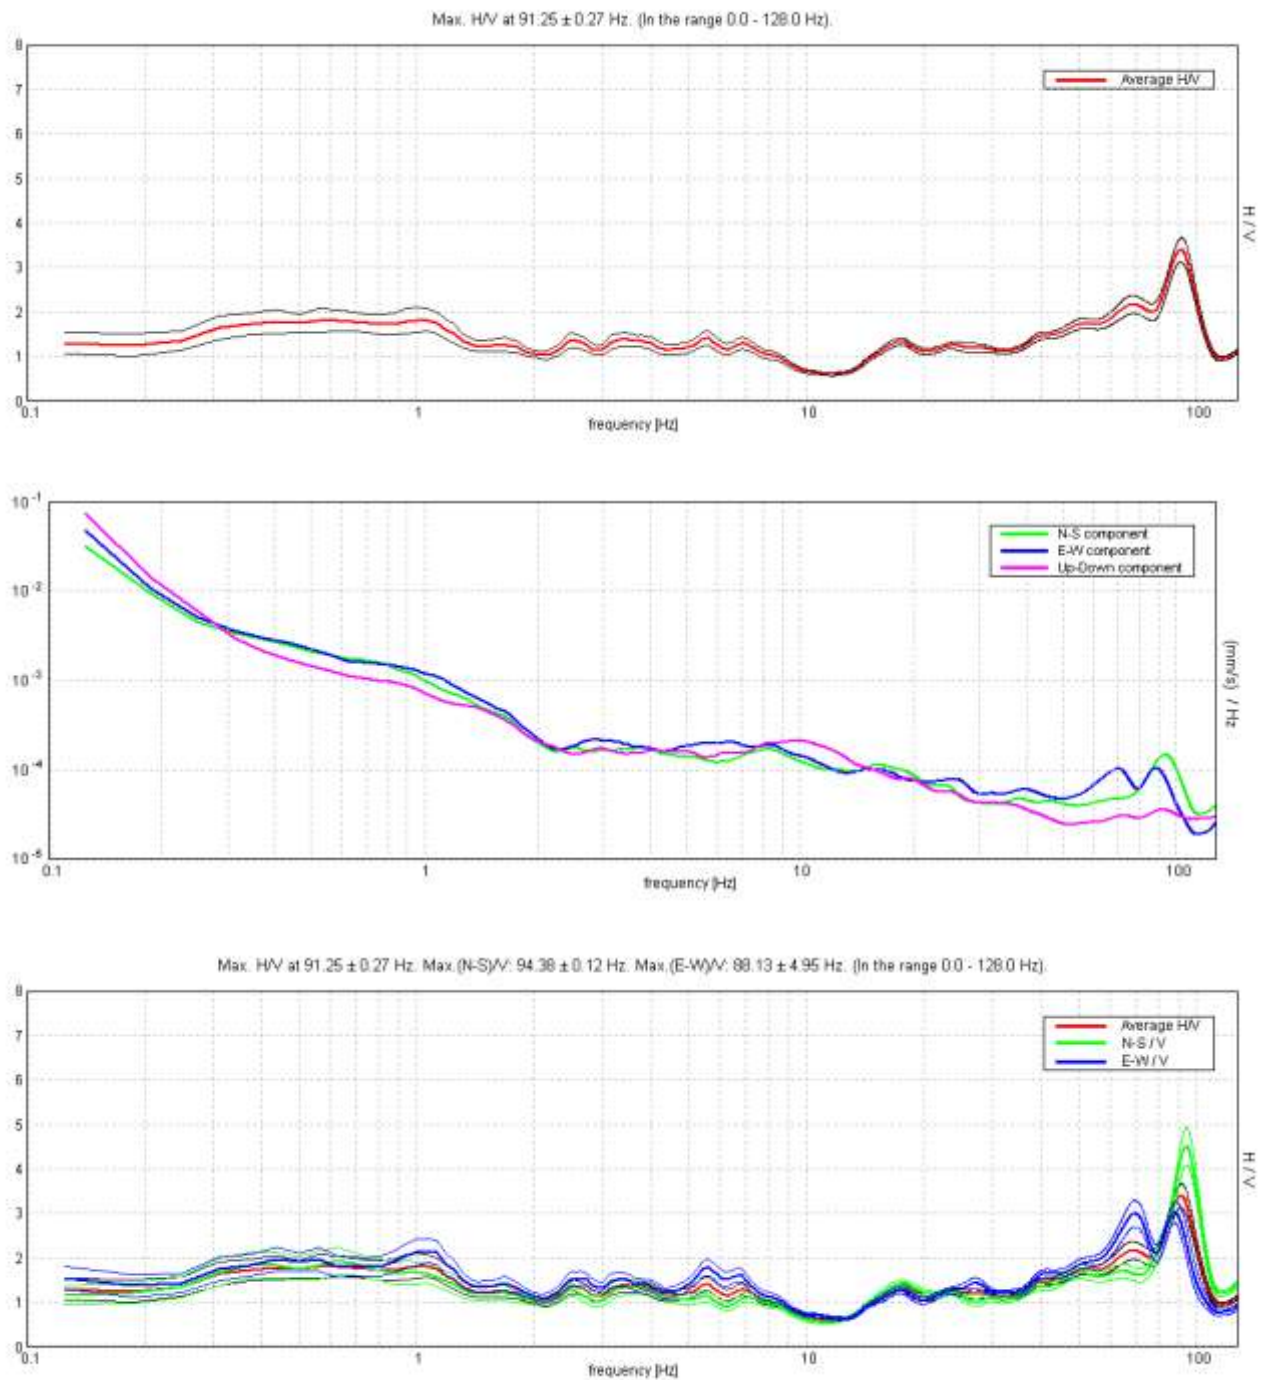 Max. H/V at 91.25 ± 0.27 Hz. (In the range 0.0 - 128.0 Hz).
8
7
6
5
4
3
2
1
0
Average H/V
H / V
0.1 1 10 100
frequency [Hz]
10-1
10-2
10-3
10-4
10-5
N-S component
E-W component
Up-Down component
(mm/s) / Hz
0.1 1 10 100
frequency [Hz]
Max. H/V at 91.25 ± 0.27 Hz. Max.(N-S)/V: 94.38 ± 0.12 Hz. Max.(E-W)/V: 88.13 ± 4.95 Hz. (In the range 0.0 - 128.0 Hz).
8
7
6
5
4
3
2
1
0
Average H/V
N-S / V
E-W / V
H / V
0.1 1 10 100
frequency [Hz]